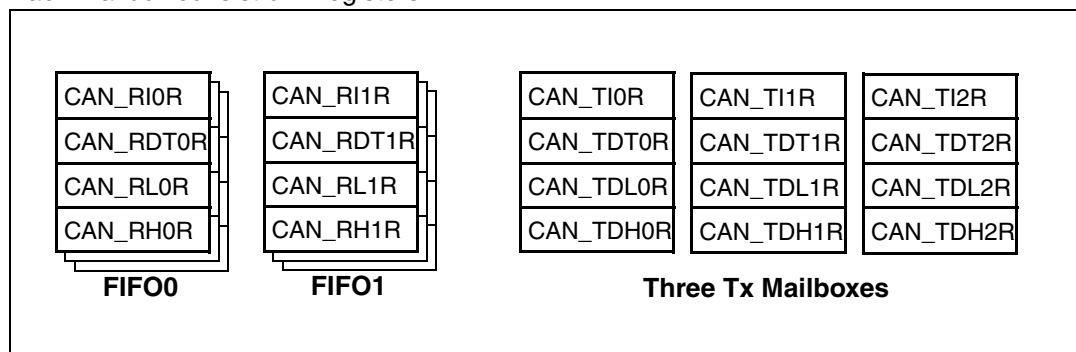 CAN_RI0R CAN_RI1R CAN_TI0R CAN_TI1R CAN_TI2R
CAN_RDT0R CAN_RDT1R CAN_TDT0R CAN_TDT1R CAN_TDT2R
CAN_RL0R CAN_RL1R CAN_TDL0R CAN_TDL1R CAN_TDL2R
CAN_RH0R CAN_RH1R CAN_TDH0R CAN_TDH1R CAN_TDH2R
FIFO0 FIFO1 Three Tx Mailboxes